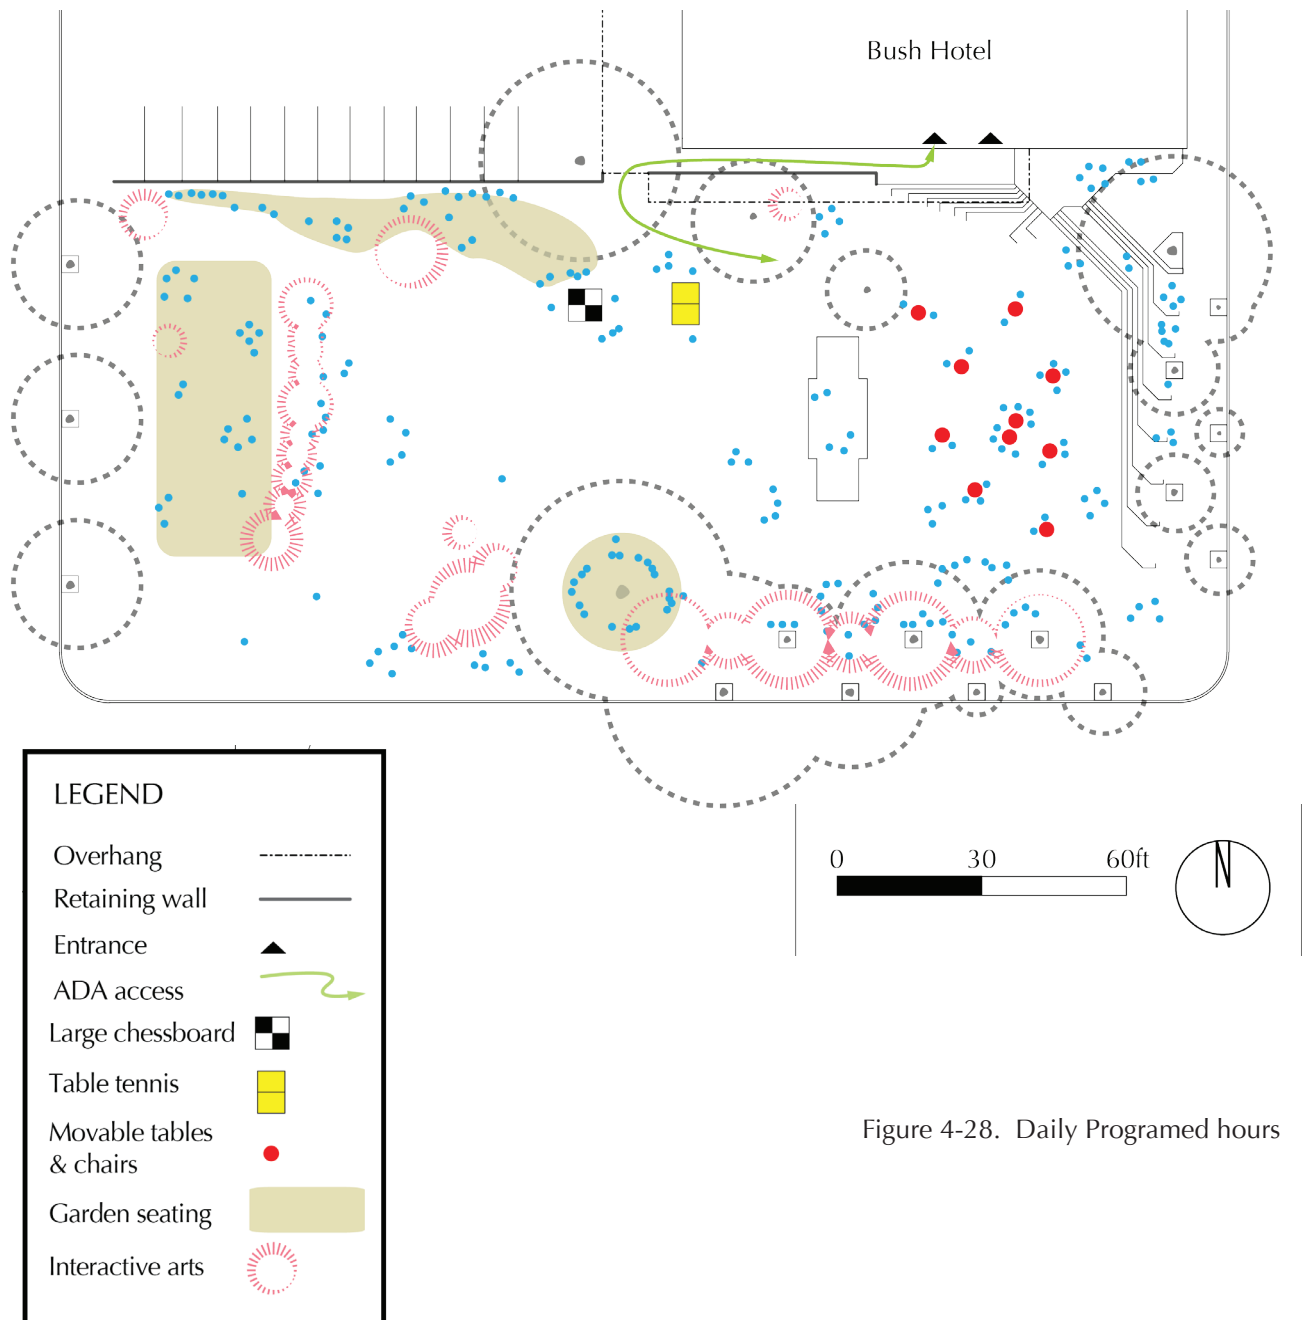 Bush Hotel
LEGEND
Overhang
Retaining wall
Entrance
ADA access
Large chessboard
Table tennis
Movable tables
& chairs
Garden seating
Interactive arts
0 30 60ft
N
Figure 4-28. Daily Programed hours